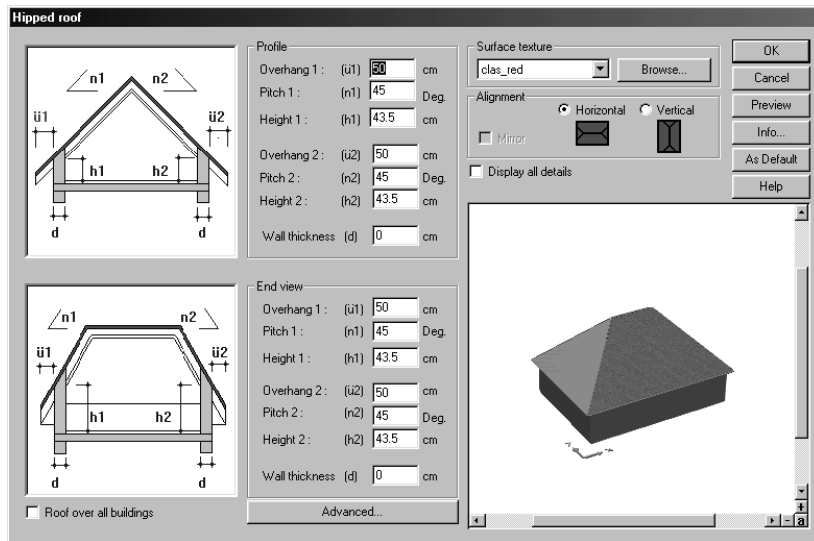 Hipped roof
n1 n2
ü1 ü2
h1 h2
d d
Profile
Overhang 1 : (ü1) 50 cm
Pitch 1 : (n1) 45 Deg.
Height 1 : (h1) 43.5 cm
Overhang 2 : (ü2) 50 cm
Pitch 2 : (n2) 45 Deg.
Height 2 : (h2) 43.5 cm
Wall thickness (d) 0 cm
Surface texture
clas_red Browse...
Alignment
Horizontal Vertical
Mirror
Display all details
OK
Cancel
Preview
Info...
As Default
Help
n1 n2
ü1 ü2
h1 h2
d d
Roof over all buildings
End view
Overhang 1 : (ü1) 50 cm
Pitch 1 : (n1) 45 Deg.
Height 1 : (h1) 43.5 cm
Overhang 2 : (ü2) 50 cm
Pitch 2 : (n2) 45 Deg.
Height 2 : (h2) 43.5 cm
Wall thickness (d) 0 cm
Advanced...
+
- a